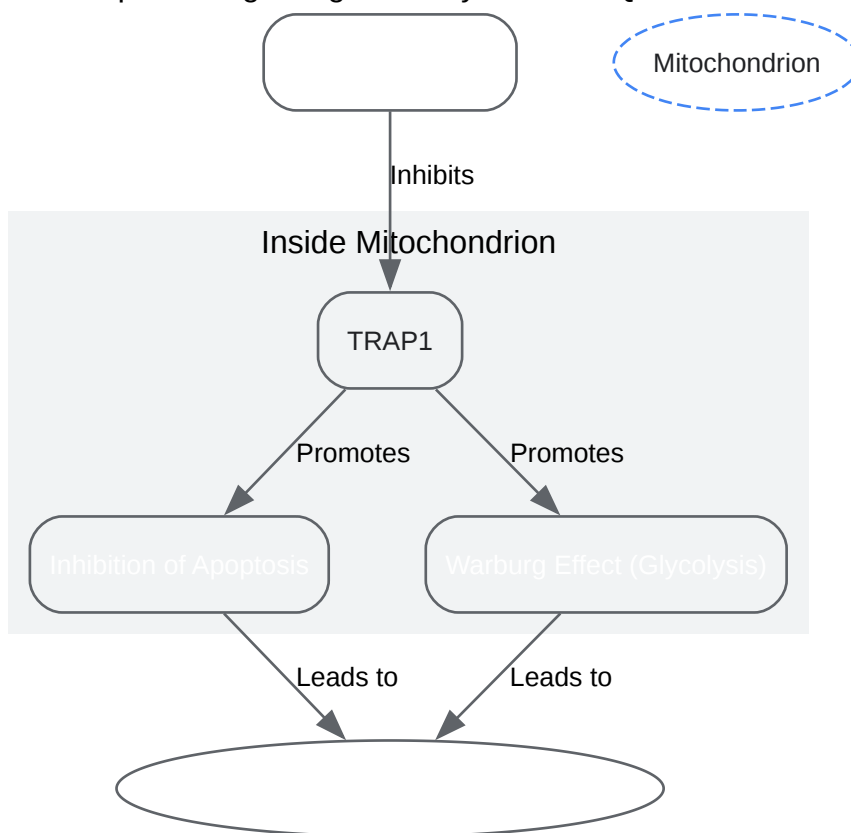 Mitochondrion
Inhibits
Inside Mitochondrion
TRAP1
Promotes
Promotes
Inhibition of Apoptosis
Warburg Effect (Glycolysis)
Leads to
Leads to